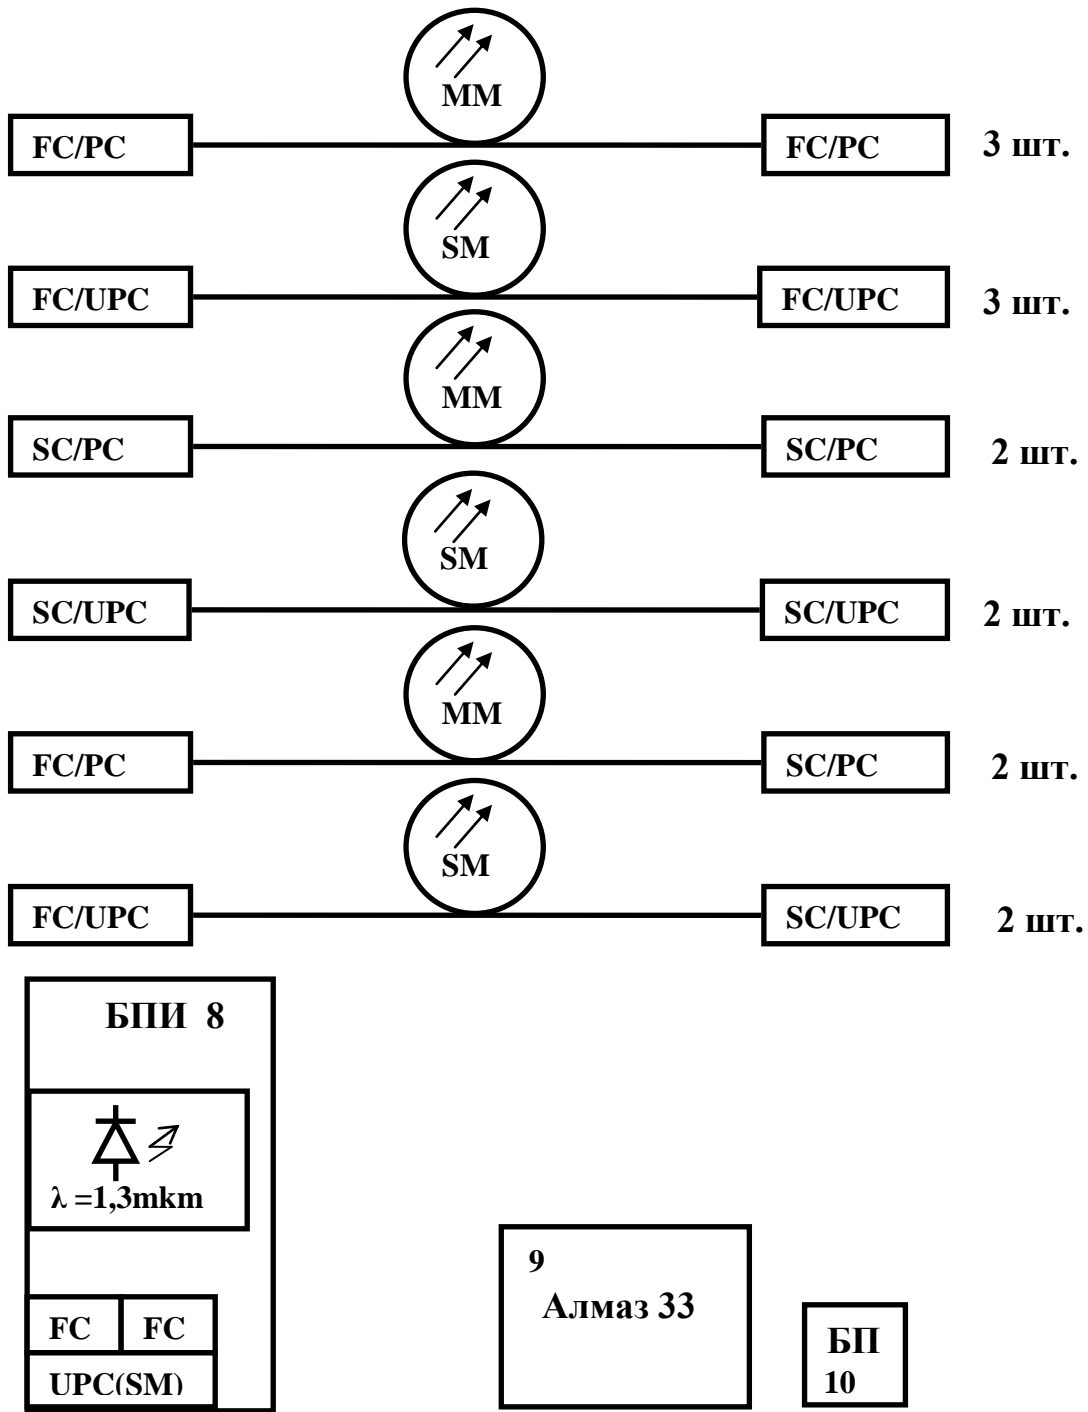 MM
FC/PC FC/PC 3 шт.
SM
FC/UPC FC/UPC 3 шт.
MM
SC/PC SC/PC 2 шт.
SM
SC/UPC SC/UPC 2 шт.
MM
FC/PC SC/PC 2 шт.
SM
FC/UPC SC/UPC 2 шт.
БПИ 8
λ =1,3mkm
FC FC
UPC(SM)
9
Алмаз 33
БП
10